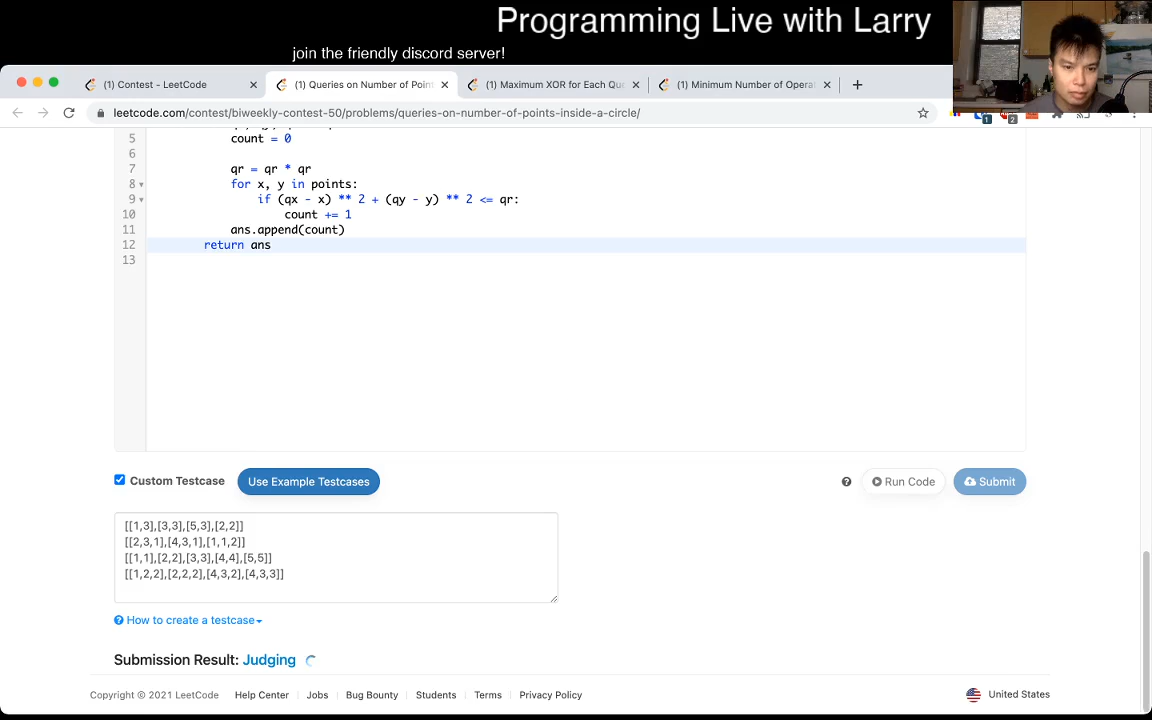 Programming Live with Larry
join the friendly discord server!
(1) Contest - LeetCode
(1) Queries on Number of Poin
(1) Maximum XOR for Each Qu
(1) Minimum Number of Opera
leetcode.com/contest/biweekly-contest-50/problems/queries-on-number-of-points-inside-a-circle/
1
2
5 count = 0
6
7 qr = qr * qr
8 for x, y in points:
9 if (qx - x) ** 2 + (qy - y) ** 2 <= qr:
10 count += 1
11 ans.append(count)
12 return ans
13
Custom Testcase
Use Example Testcases
? Run Code Submit
[[1,3],[3,3],[5,3],[2,2]]
[[2,3,1],[4,3,1],[1,1,2]]
[[1,1],[2,2],[3,3],[4,4],[5,5]]
[[1,2,2],[2,2,2],[4,3,2],[4,3,3]]
? How to create a testcase
Submission Result: Judging
Copyright © 2021 LeetCode Help Center Jobs Bug Bounty Students Terms Privacy Policy United States